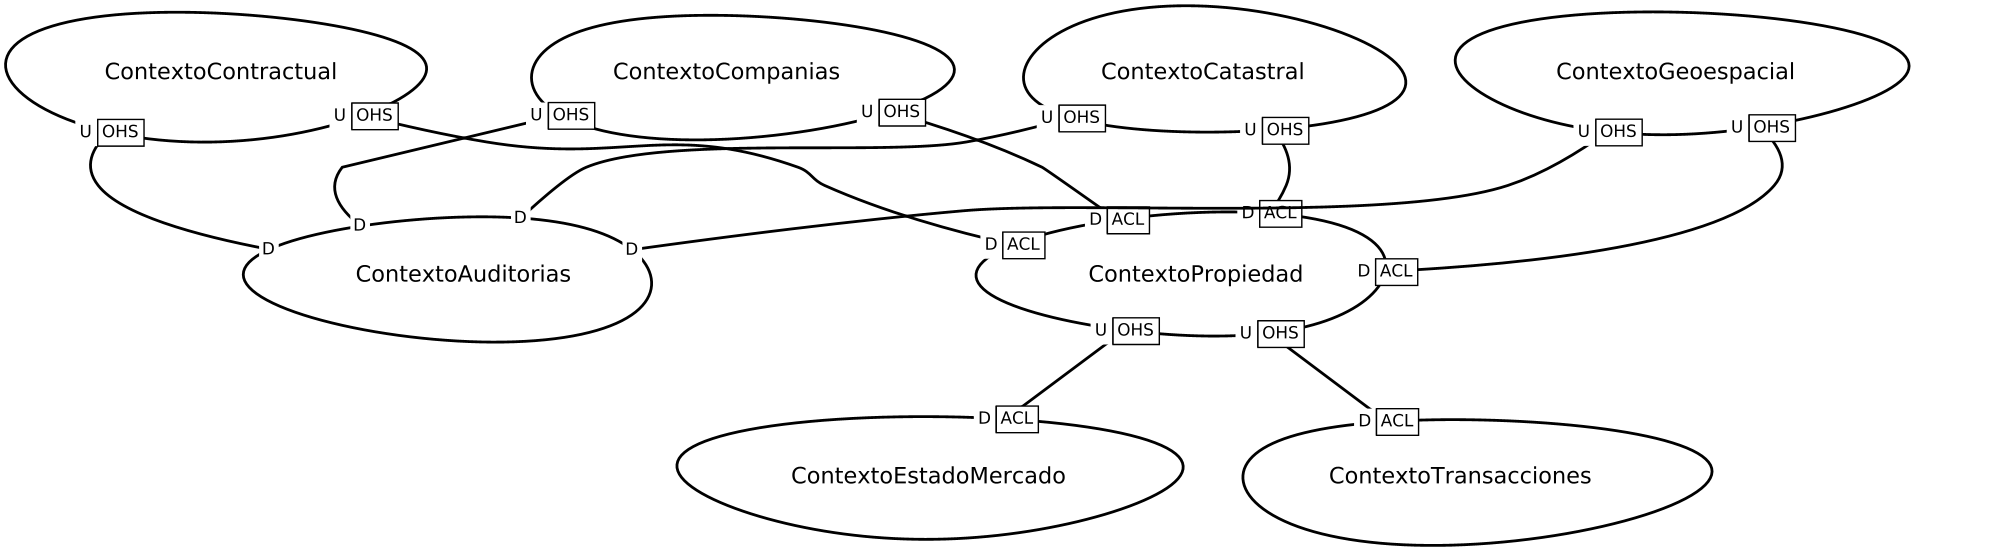 ContextoContractual
ContextoCompanias
ContextoCatastral
ContextoGeoespacial
U OHS
U OHS
U OHS
U OHS
U OHS
U OHS
U OHS
U OHS
D
D
D
D
D ACL
D ACL
D ACL
D ACL
ContextoAuditorias
ContextoPropiedad
U OHS
U OHS
D ACL
D ACL
ContextoEstadoMercado
ContextoTransacciones